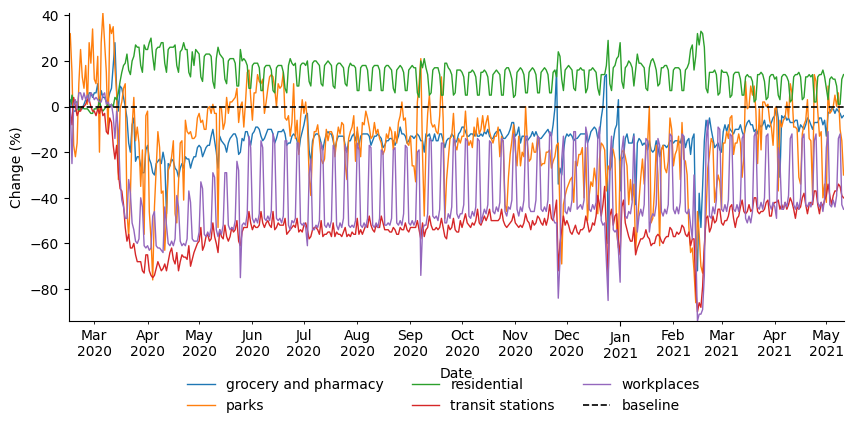 40
20
0
−20
−40
−60
−80
Change (%)
Mar Apr May Jun Jul Aug Sep Oct Nov Dec Jan Feb Mar Apr May
2020 2020 2020 2020 2020 2020 2020 2020 2020 2020 2021 2021 2021 2021 2021
Date
grocery and pharmacy residential workplaces
parks transit stations baseline